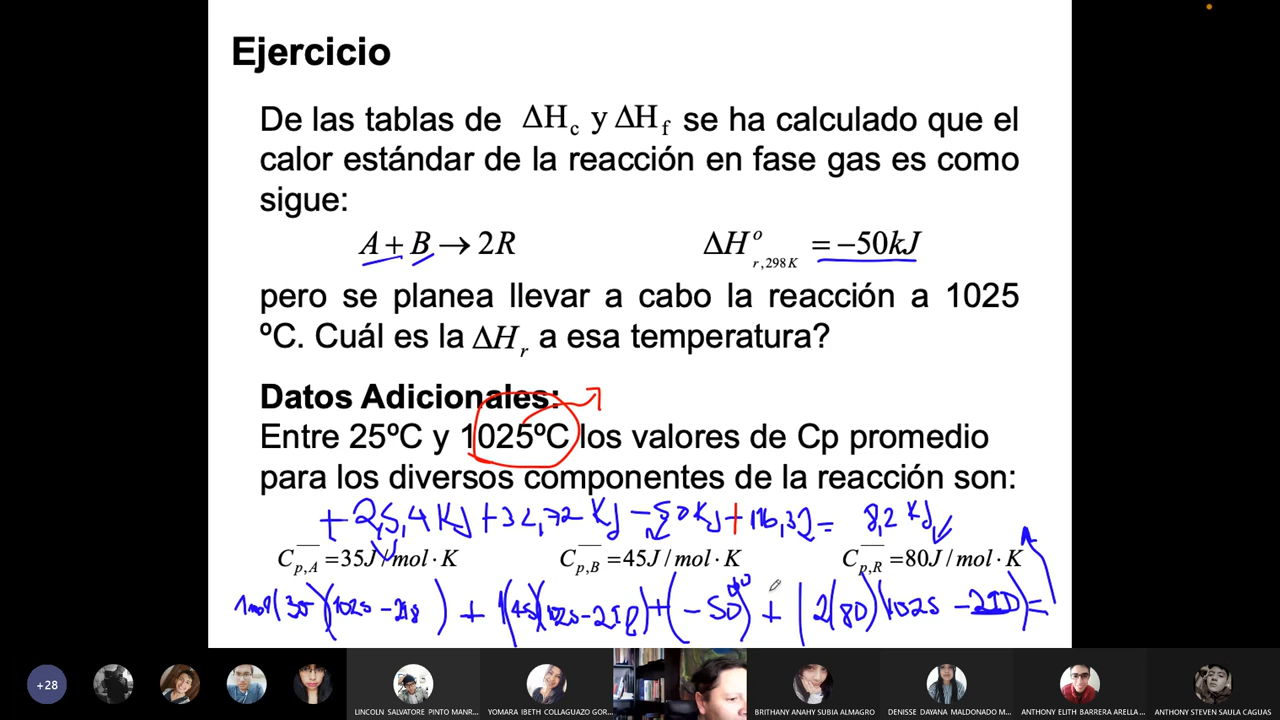 Ejercicio
De las tablas de ΔHc y ΔHf se ha calculado que el
calor estándar de la reacción en fase gas es como
sigue:
A + B → 2R ΔH°r,298K = −50kJ
pero se planea llevar a cabo la reacción a 1025
ºC. Cuál es la ΔHr a esa temperatura?
Datos Adicionales:
Entre 25ºC y 1025ºC los valores de Cp promedio
para los diversos componentes de la reacción son:
+ 25,4 KJ + 32,72 KJ − 50 KJ + 116,32 = 8,2 KJ
Cp,A = 35J / mol · K Cp,B = 45J / mol · K Cp,R = 80J / mol · K
1mol (35)(1025 − 298) + 1(45)(1025 − 298) + (−50) + (2(80)(1025 − 298) =
+28
LINCOLN SALVATORE PINTO MANR...
YOMARA IBETH COLLAGUAZO GOR...
BRITHANY ANAHY SUBIA ALMAGRO
DENISSE DAYANA MALDONADO M...
ANTHONY ELITH BARRERA ARELLA ...
ANTHONY STEVEN SAULA CAGUAS